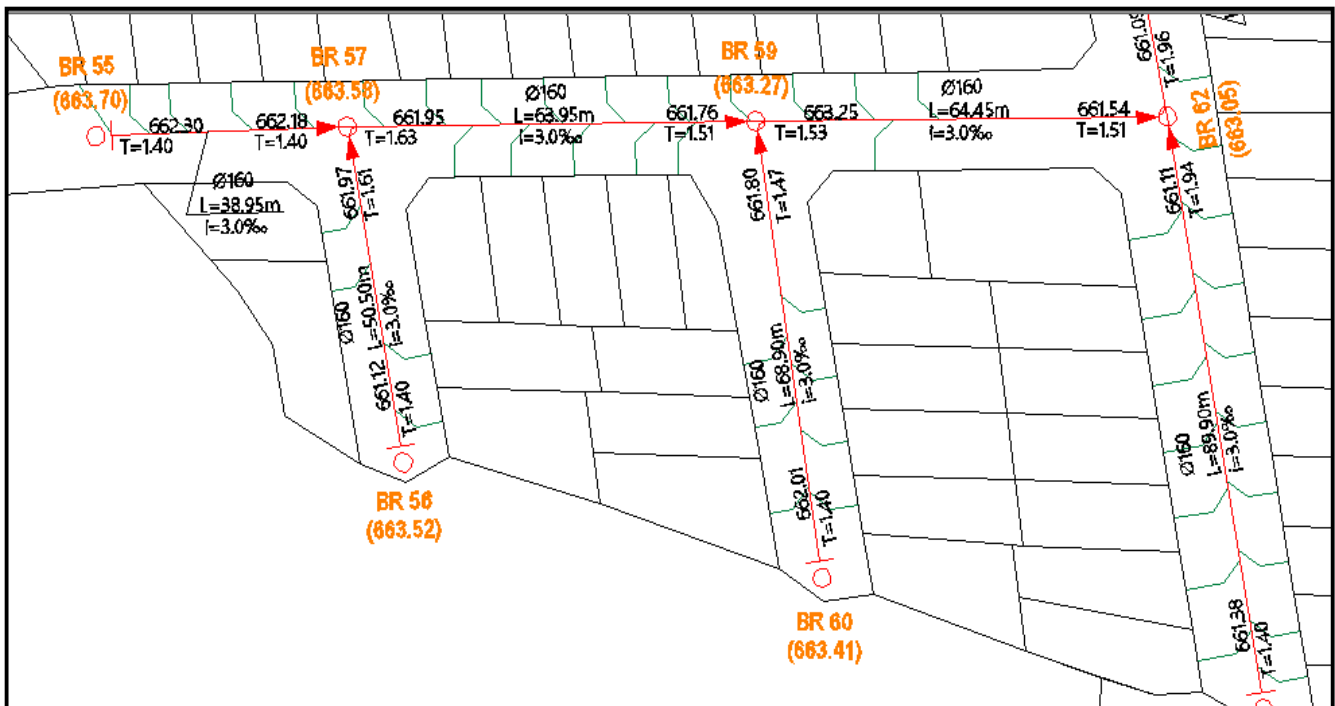 BR 55
(663.70)
BR 57
(663.58)
BR 59
(663.27)
BR 62
(663.05)
662.30
T=1.40
662.18
T=1.40
Ø160
L=38.95m
i=3.0‰
661.95
T=1.63
Ø160
L=63.95m
i=3.0‰
661.76
T=1.51
663.25
T=1.53
Ø160
L=64.45m
i=3.0‰
661.54
T=1.51
T=1.96
661.97
T=1.61
Ø160
L=50.50m
i=3.0‰
661.12
T=1.40
BR 56
(663.52)
661.80
T=1.47
Ø160
L=68.90m
i=3.0‰
662.01
T=1.40
BR 60
(663.41)
661.11
T=1.94
Ø160
L=89.90m
i=3.0‰
661.38
T=1.40